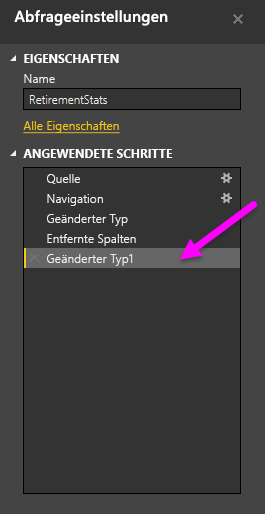 Abfrageeinstellungen
EIGENSCHAFTEN
Name
RetirementStats
Alle Eigenschaften
ANGEWENDETE SCHRITTE
Quelle
Navigation
Geänderter Typ
Entfernte Spalten
Geänderter Typ1